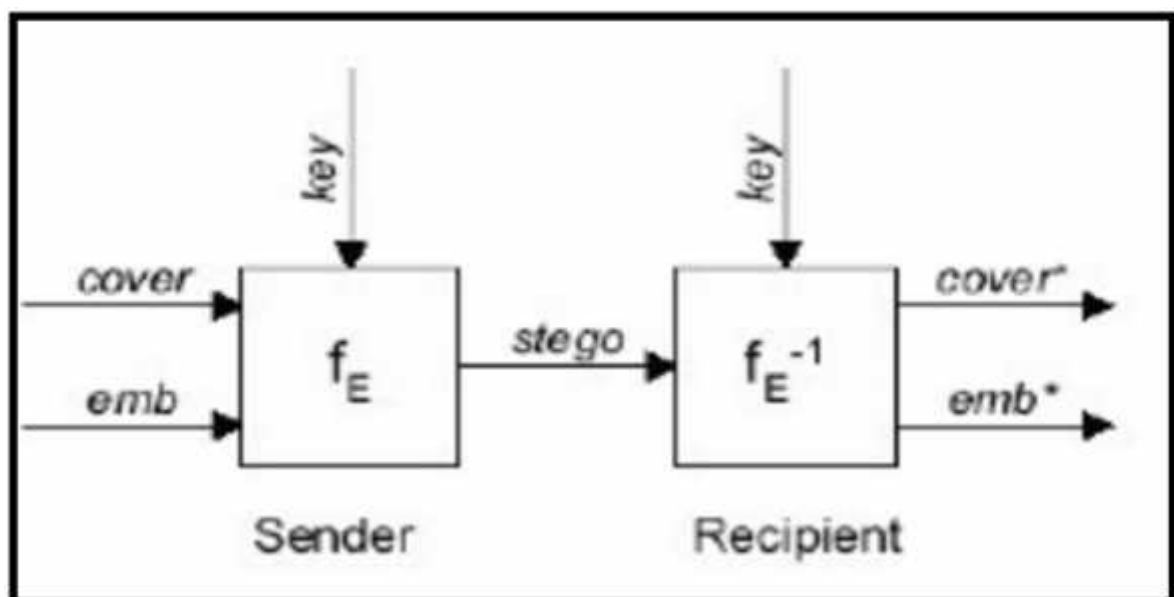 key key
cover stego cover*
emb f_E f_E^-1 emb*
Sender Recipient